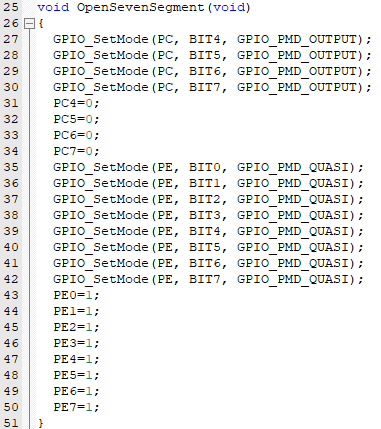 25 void OpenSevenSegment(void)
26 {
27 GPIO_SetMode(PC, BIT4, GPIO_PMD_OUTPUT);
28 GPIO_SetMode(PC, BIT5, GPIO_PMD_OUTPUT);
29 GPIO_SetMode(PC, BIT6, GPIO_PMD_OUTPUT);
30 GPIO_SetMode(PC, BIT7, GPIO_PMD_OUTPUT);
31 PC4=0;
32 PC5=0;
33 PC6=0;
34 PC7=0;
35 GPIO_SetMode(PE, BIT0, GPIO_PMD_QUASI);
36 GPIO_SetMode(PE, BIT1, GPIO_PMD_QUASI);
37 GPIO_SetMode(PE, BIT2, GPIO_PMD_QUASI);
38 GPIO_SetMode(PE, BIT3, GPIO_PMD_QUASI);
39 GPIO_SetMode(PE, BIT4, GPIO_PMD_QUASI);
40 GPIO_SetMode(PE, BIT5, GPIO_PMD_QUASI);
41 GPIO_SetMode(PE, BIT6, GPIO_PMD_QUASI);
42 GPIO_SetMode(PE, BIT7, GPIO_PMD_QUASI);
43 PE0=1;
44 PE1=1;
45 PE2=1;
46 PE3=1;
47 PE4=1;
48 PE5=1;
49 PE6=1;
50 PE7=1;
51 }